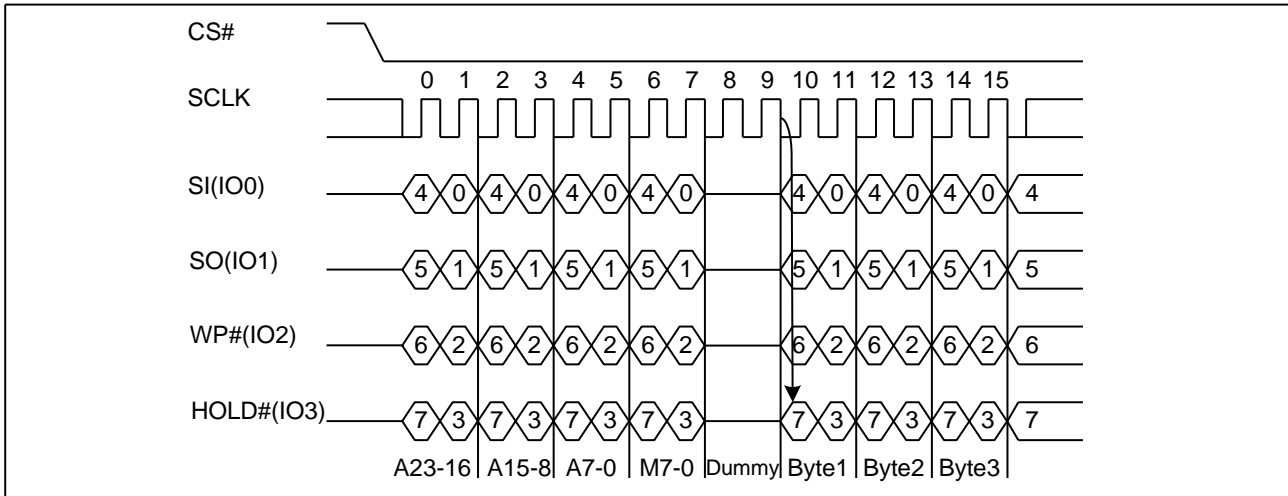 CS#
0 1 2 3 4 5 6 7 8 9 10 11 12 13 14 15
SCLK
SI(IO0) 4 0 4 0 4 0 4 0 4 0 4 0 4 0 4
SO(IO1) 5 1 5 1 5 1 5 1 5 1 5 1 5 1 5
WP#(IO2) 6 2 6 2 6 2 6 2 6 2 6 2 6 2 6
HOLD#(IO3) 7 3 7 3 7 3 7 3 7 3 7 3 7 3 7
A23-16 A15-8 A7-0 M7-0 Dummy Byte1 Byte2 Byte3